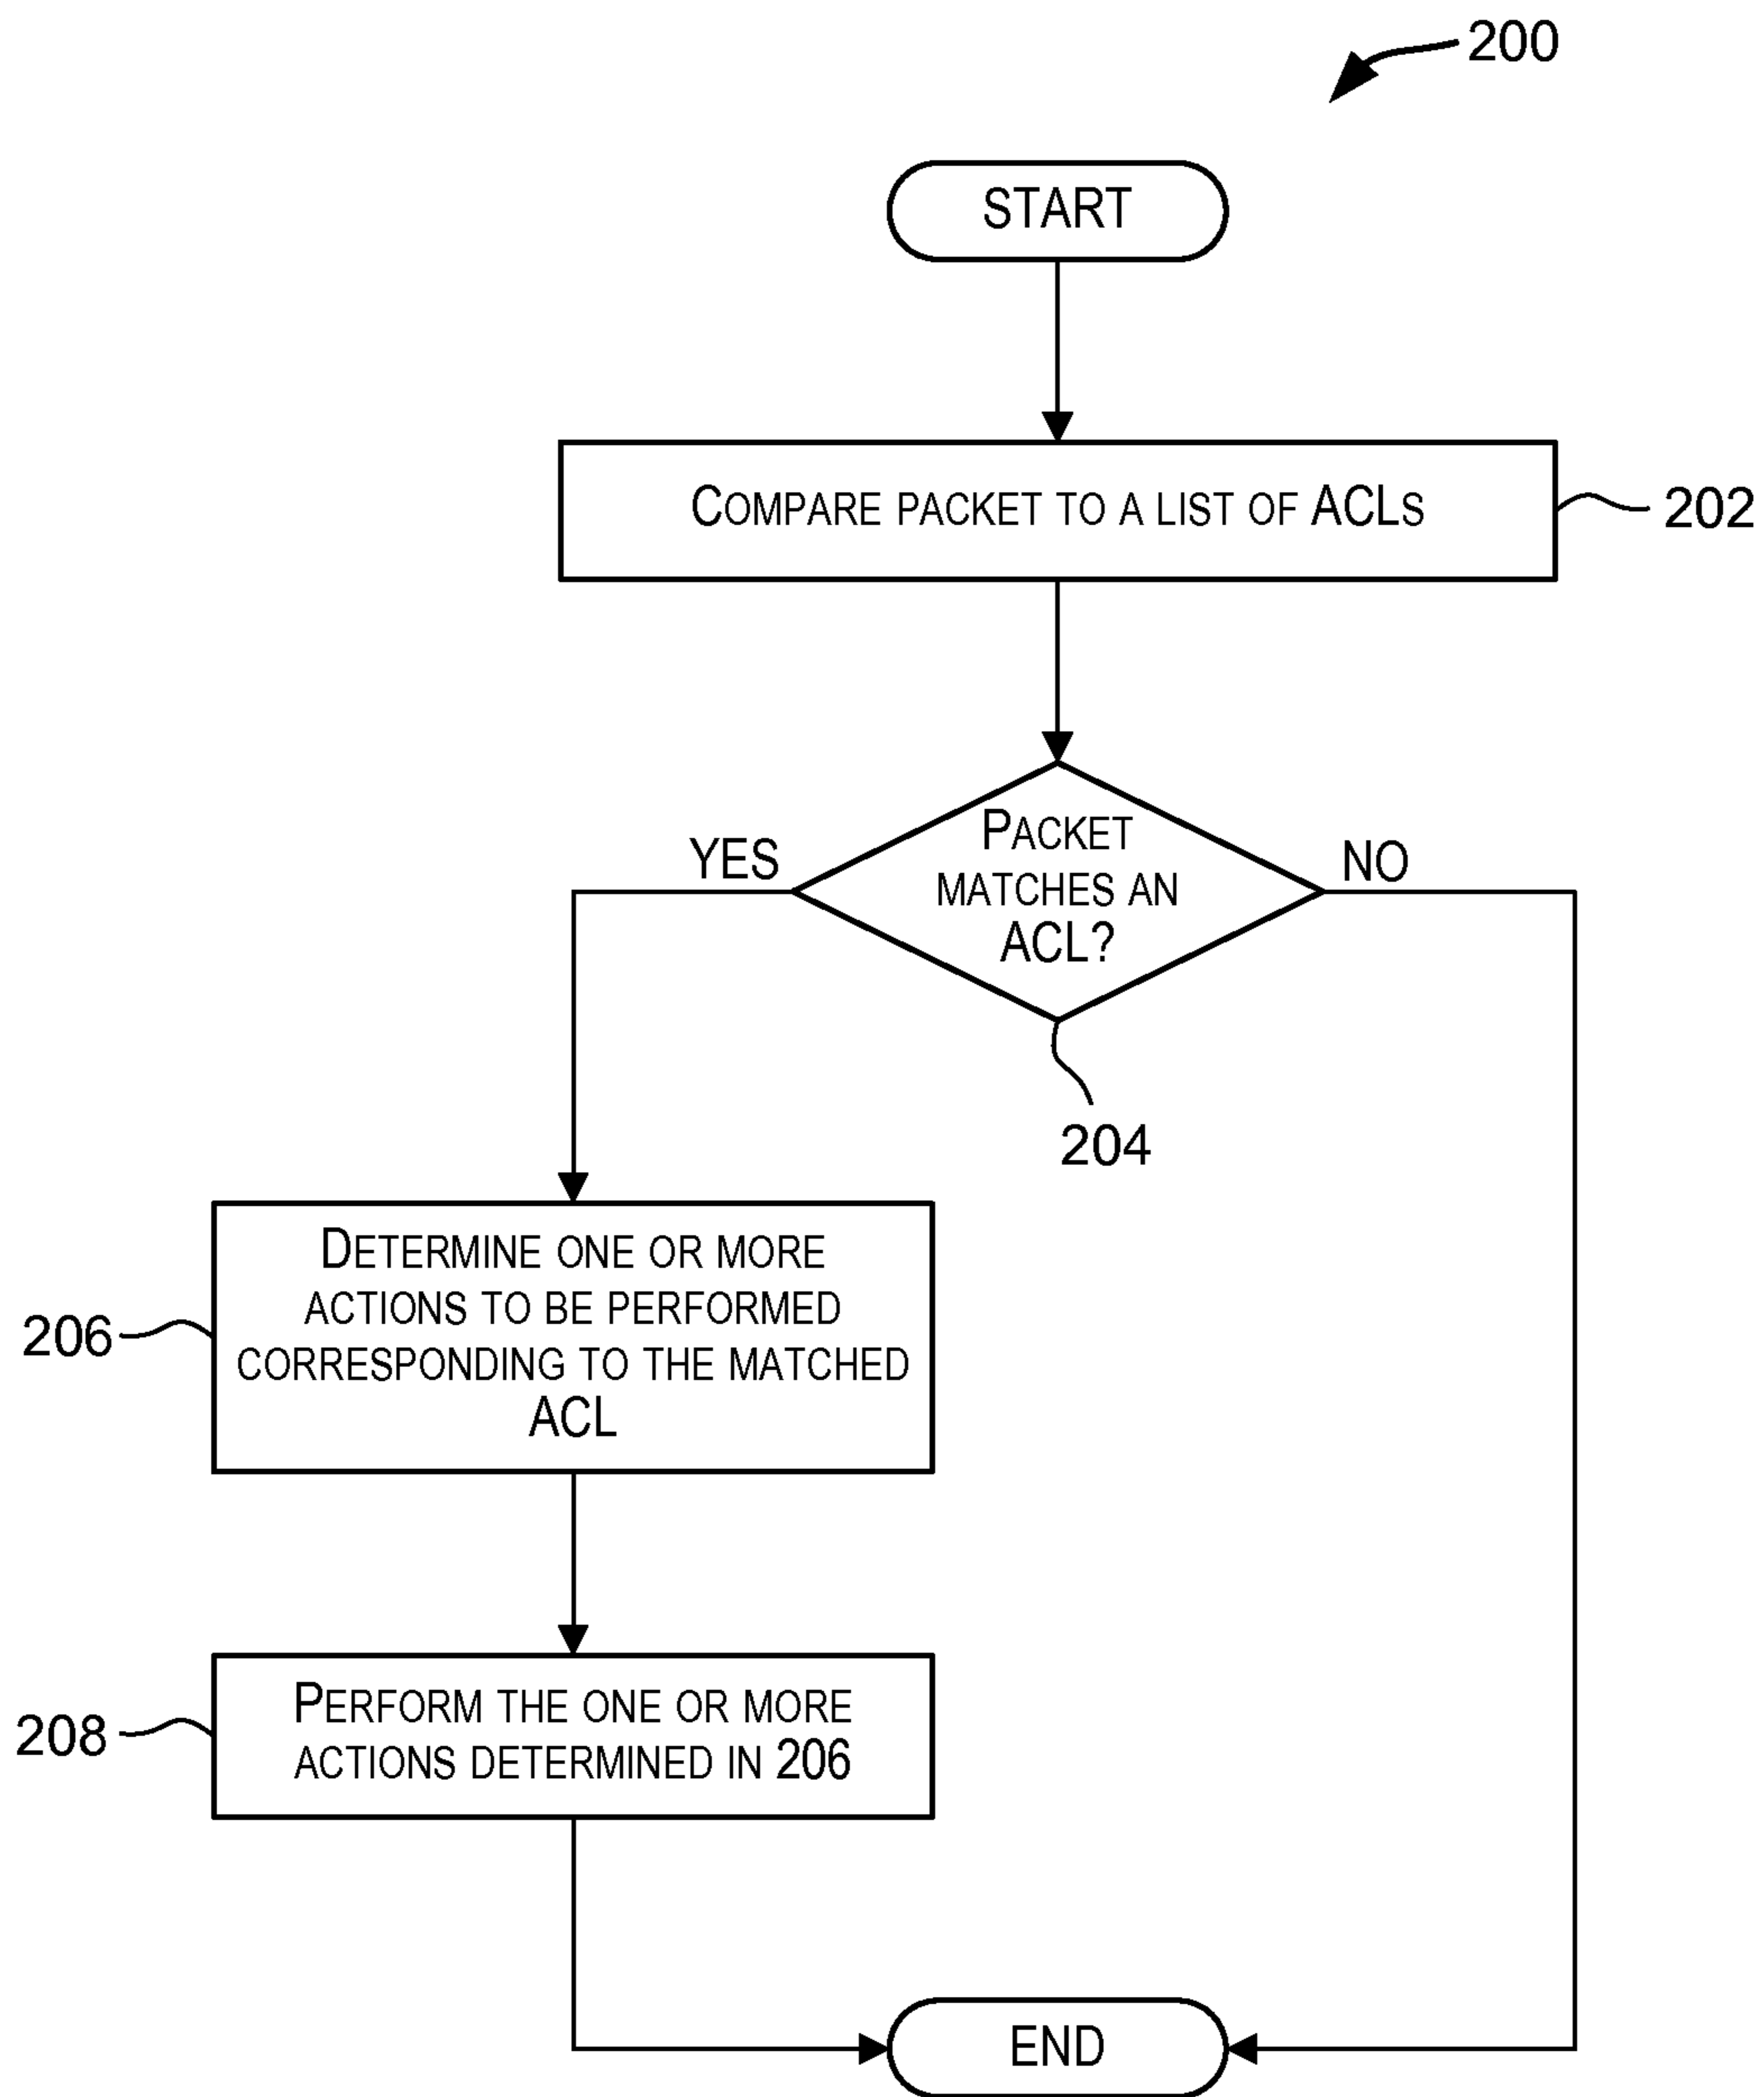 200
START
Compare packet to a list of ACLs
202
Packet
YES
NO
matches an
ACL?
204
Determine one or more
actions to be performed
206
corresponding to the matched
ACL
Perform the one or more
208
actions determined in 206
END